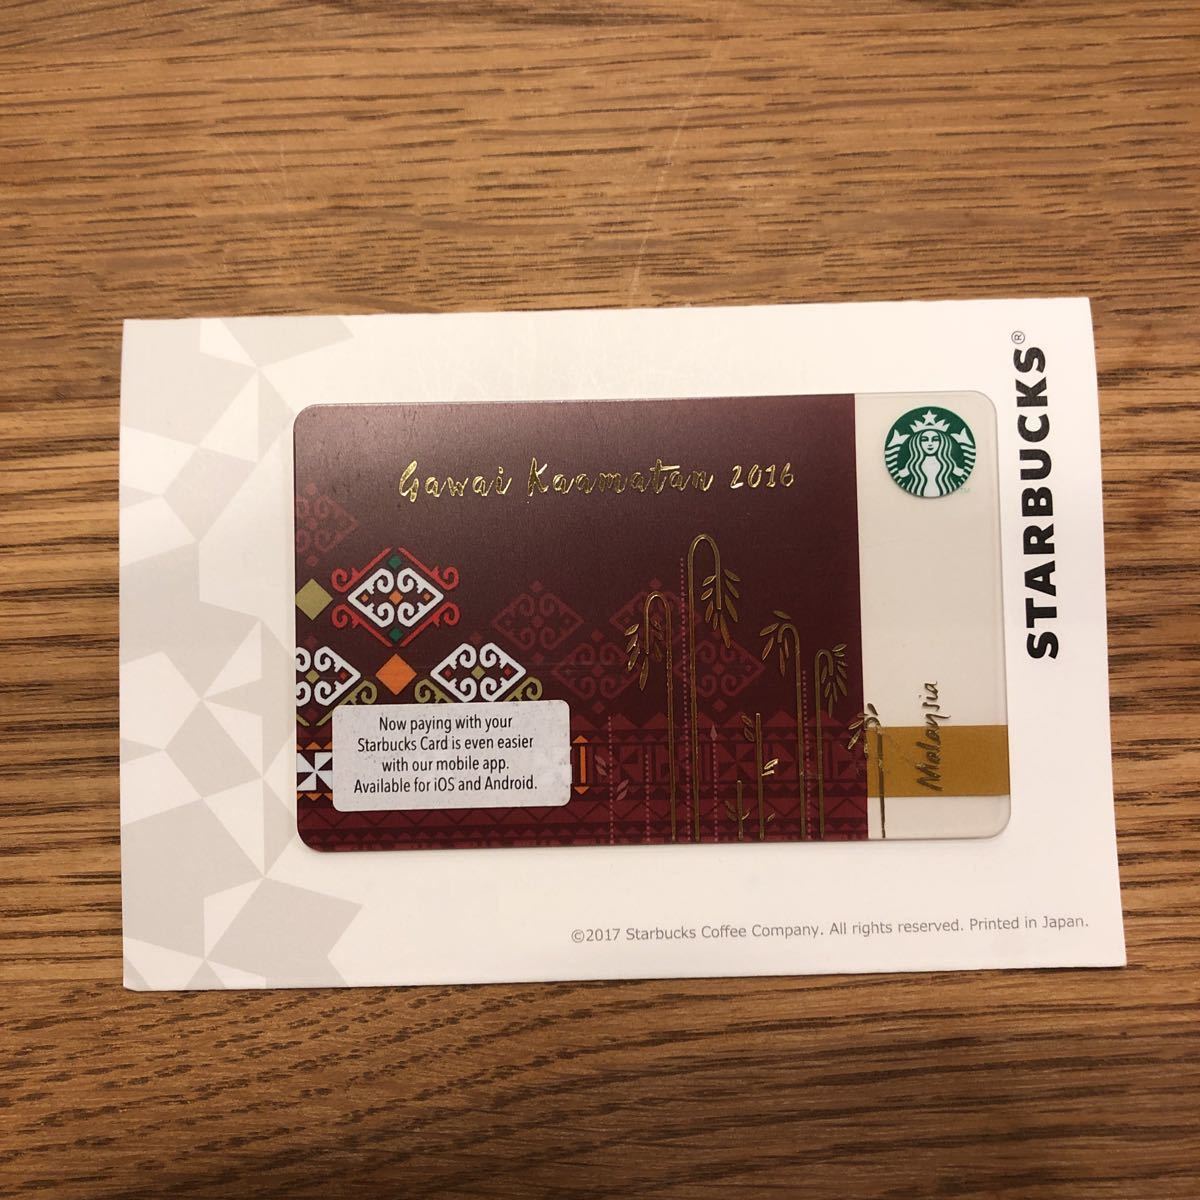 STARBUCKS®
Gawai Kaamatan 2016
Now paying with your
Starbucks Card is even easier
with our mobile app.
Available for iOS and Android.
Malaysia
©2017 Starbucks Coffee Company. All rights reserved. Printed in Japan.